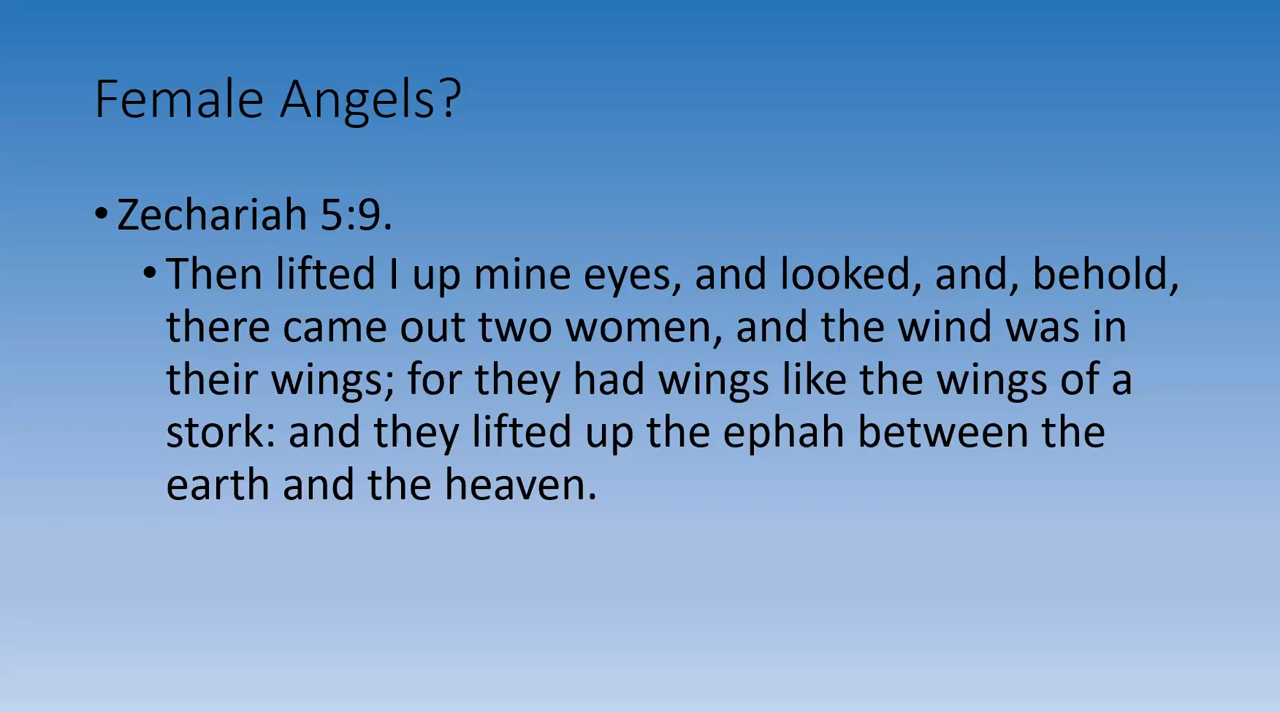 Female Angels?
• Zechariah 5:9.
• Then lifted I up mine eyes, and looked, and, behold,
there came out two women, and the wind was in
their wings; for they had wings like the wings of a
stork: and they lifted up the ephah between the
earth and the heaven.